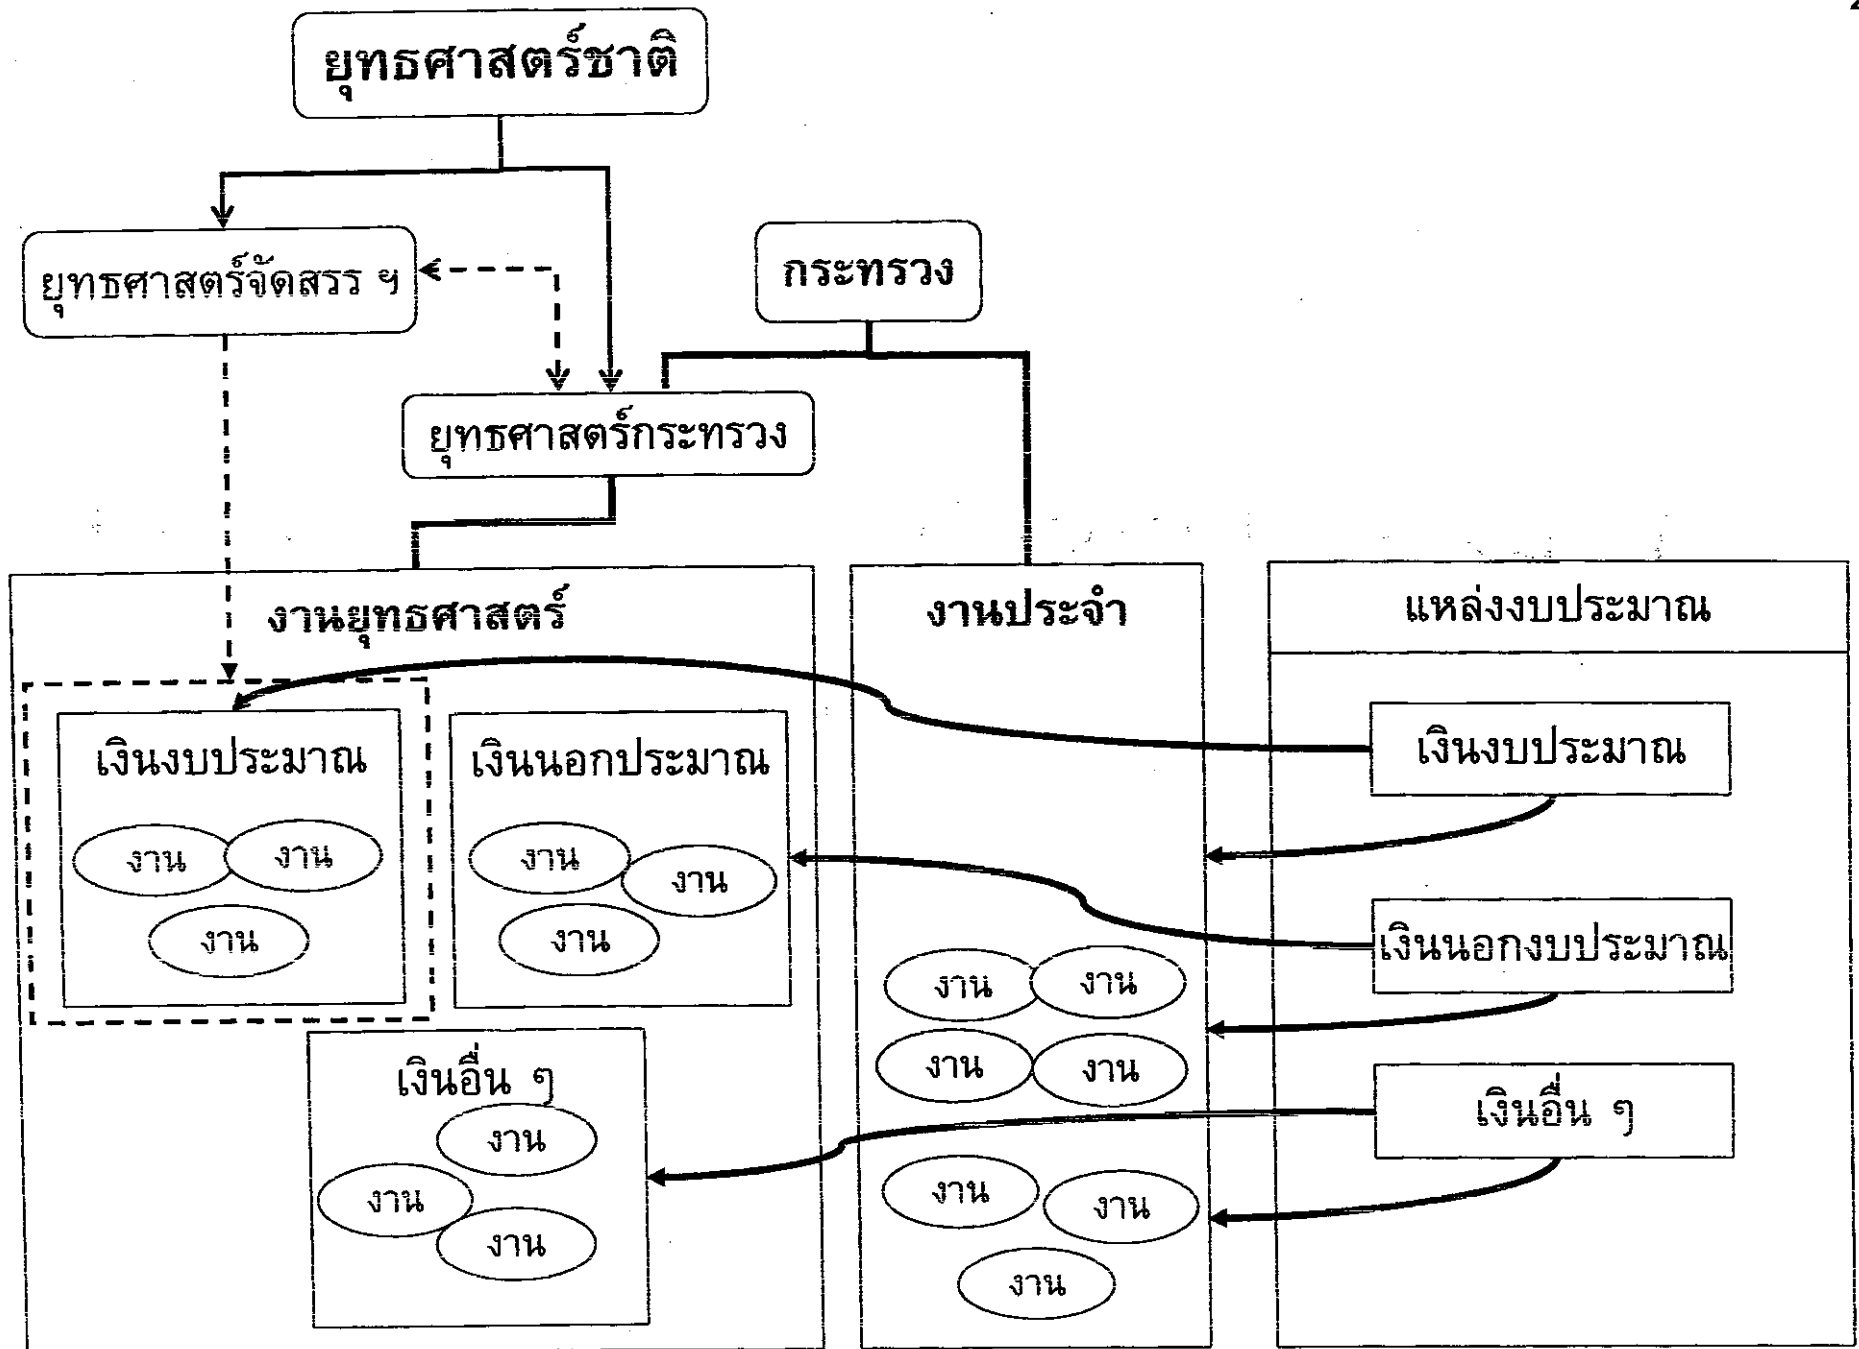 ยุทธศาสตร์ชาติ
ยุทธศาสตร์จัดสรร ฯ
กระทรวง
ยุทธศาสตร์กระทรวง
งานยุทธศาสตร์
งานประจำ
แหล่งงบประมาณ
เงินงบประมาณ
งาน
งาน
งาน
เงินนอกประมาณ
งาน
งาน
งาน
เงินอื่น ๆ
งาน
งาน
งาน
งาน
งาน
งาน
งาน
งาน
งาน
งาน
เงินงบประมาณ
เงินนอกงบประมาณ
เงินอื่น ๆ